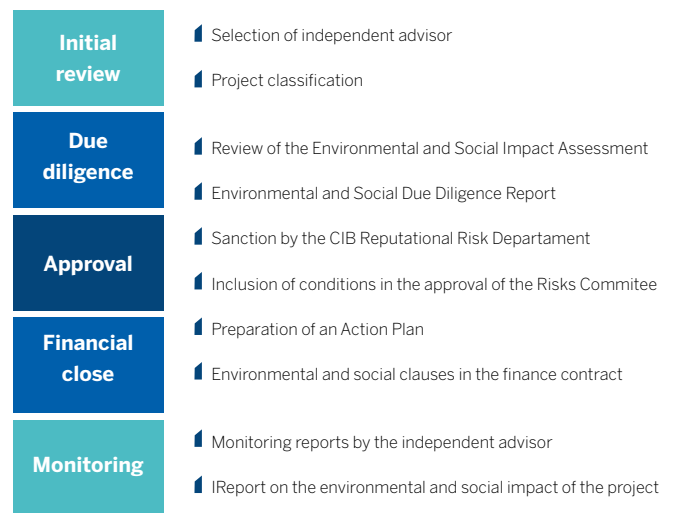 Initial
review
Selection of independent advisor
Project classification
Due
diligence
Review of the Environmental and Social Impact Assessment
Environmental and Social Due Diligence Report
Approval
Sanction by the CIB Reputational Risk Departament
Inclusion of conditions in the approval of the Risks Commitee
Financial
close
Preparation of an Action Plan
Environmental and social clauses in the finance contract
Monitoring
Monitoring reports by the independent advisor
IReport on the environmental and social impact of the project